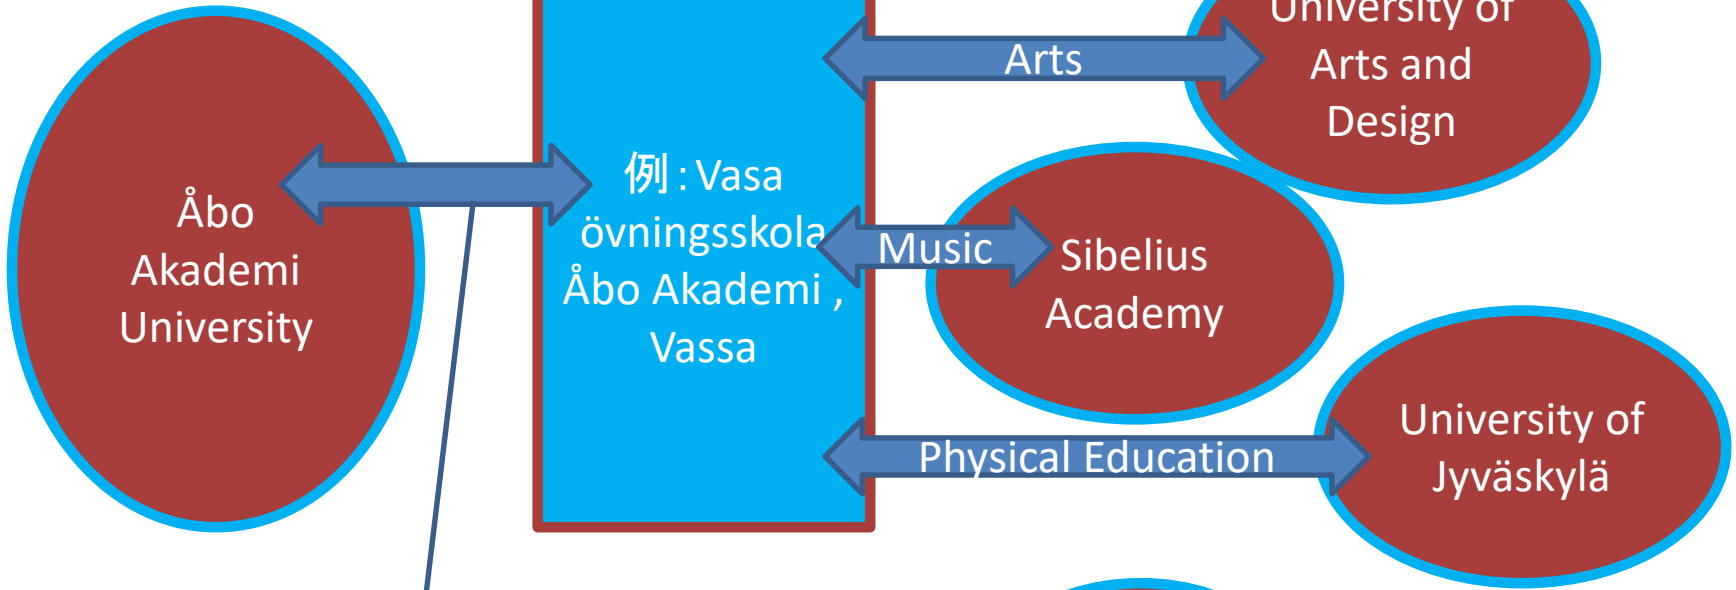 University of
Arts and
Design
Arts
例：Vasa
övningsskola
Åbo Akademi ,
Vassa
Åbo
Akademi
University
Music
Sibelius
Academy
Physical Education
University of
Jyväskylä